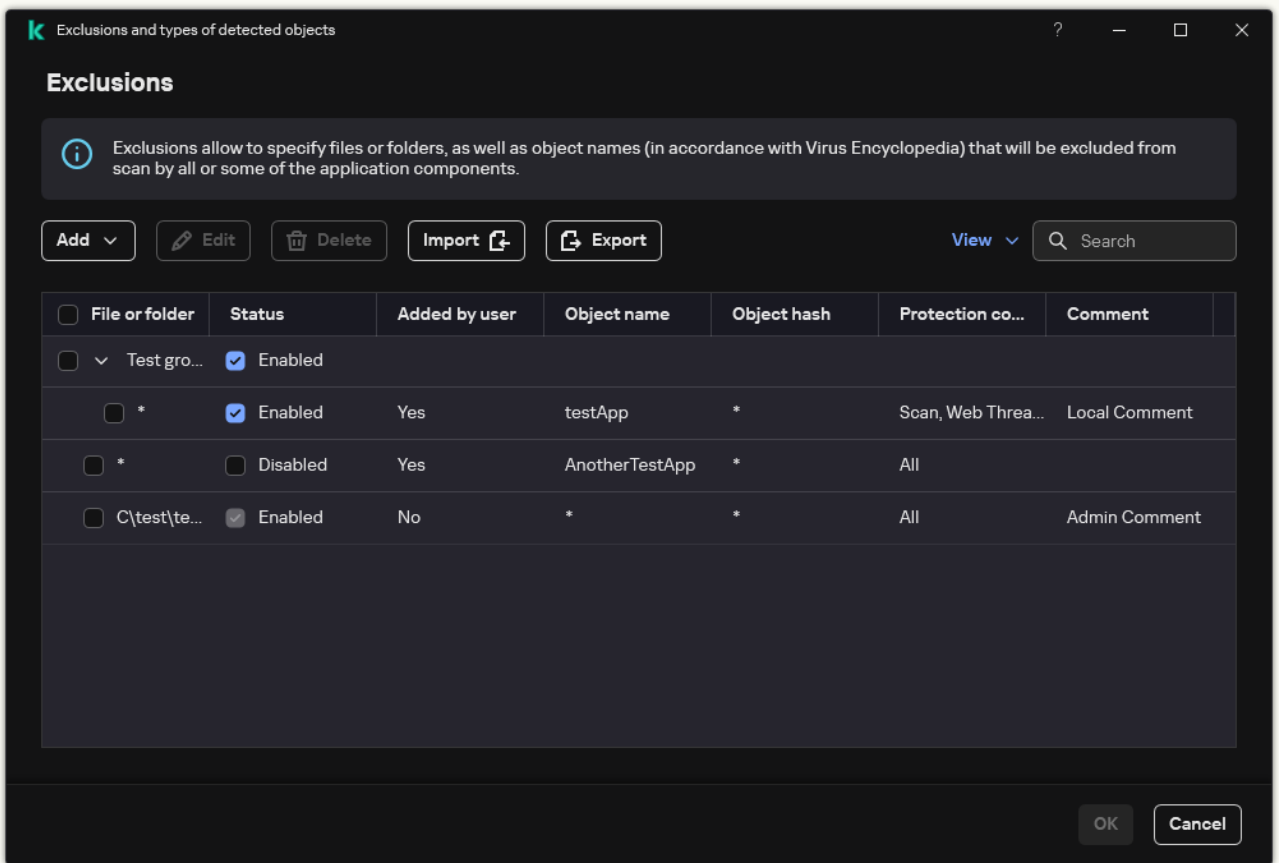 Exclusions and types of detected objects
?
Exclusions
Exclusions allow to specify files or folders, as well as object names (in accordance with Virus Encyclopedia) that will be excluded from
scan by all or some of the application components.
Add Edit Delete Import Export View Search
File or folder Status Added by user Object name Object hash Protection co... Comment
Test gro... Enabled
* Enabled Yes testApp * Scan, Web Threa... Local Comment
* Disabled Yes AnotherTestApp * All
C\test\te... Enabled No * * All Admin Comment
OK Cancel